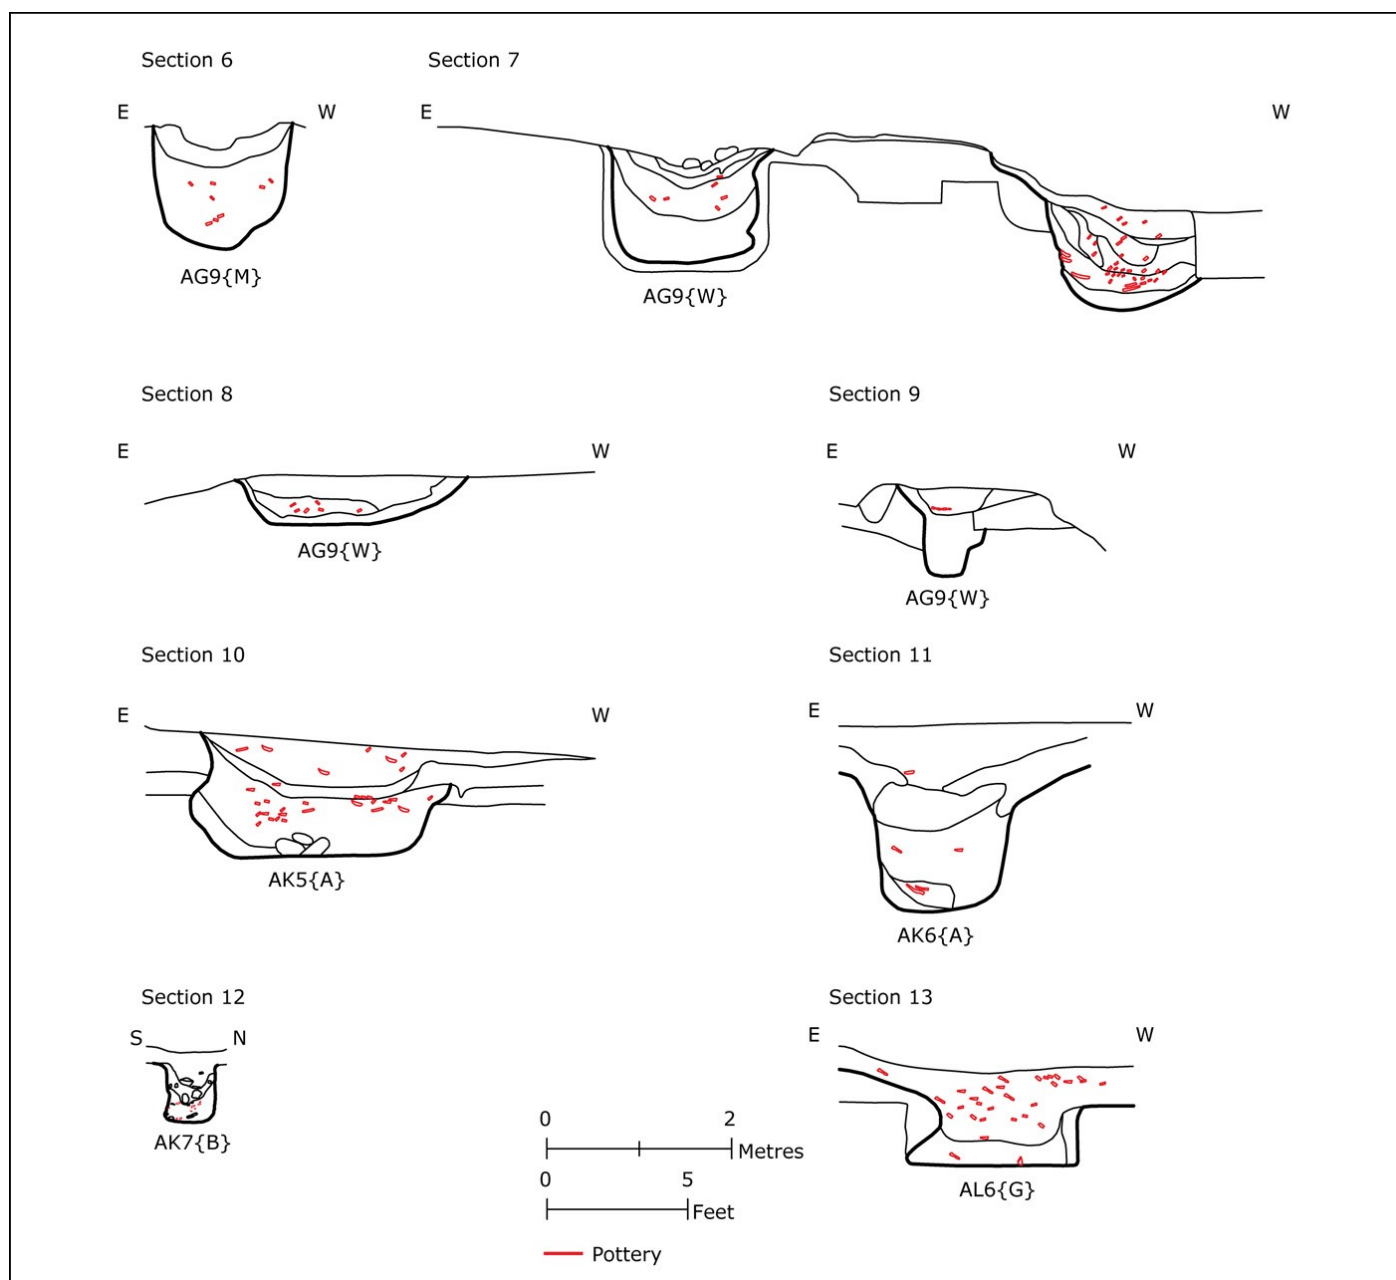 Section 6
Section 7
E W
E W
AG9{M}
AG9{W}
Section 8
Section 9
E W
E W
AG9{W}
AG9{W}
Section 10
Section 11
E W
E W
AK5{A}
AK6{A}
Section 12
Section 13
S N
E W
AK7{B}
AL6{G}
0 2
Metres
0 5
Feet
Pottery